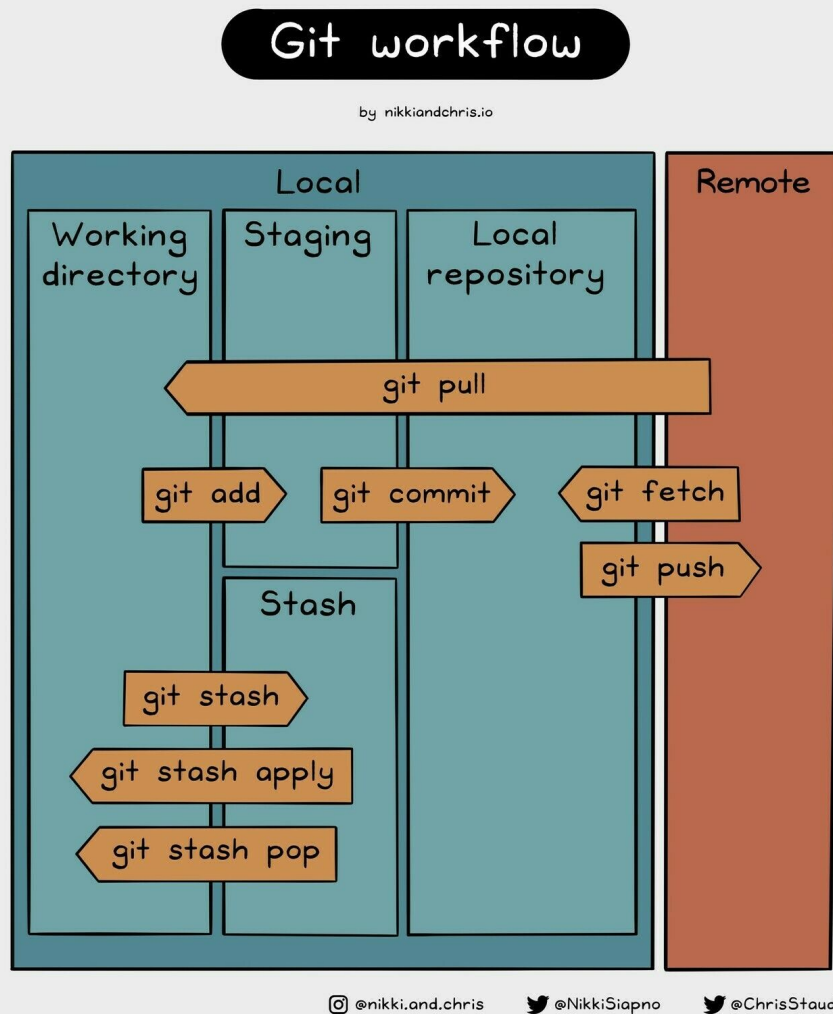 Git workflow
by nikkiandchris.io
Local
Remote
Working
directory
Staging
Local
repository
git pull
git add
git commit
git fetch
git push
Stash
git stash
git stash apply
git stash pop
@nikki.and.chris
@NikkiSiapno
@ChrisStaud